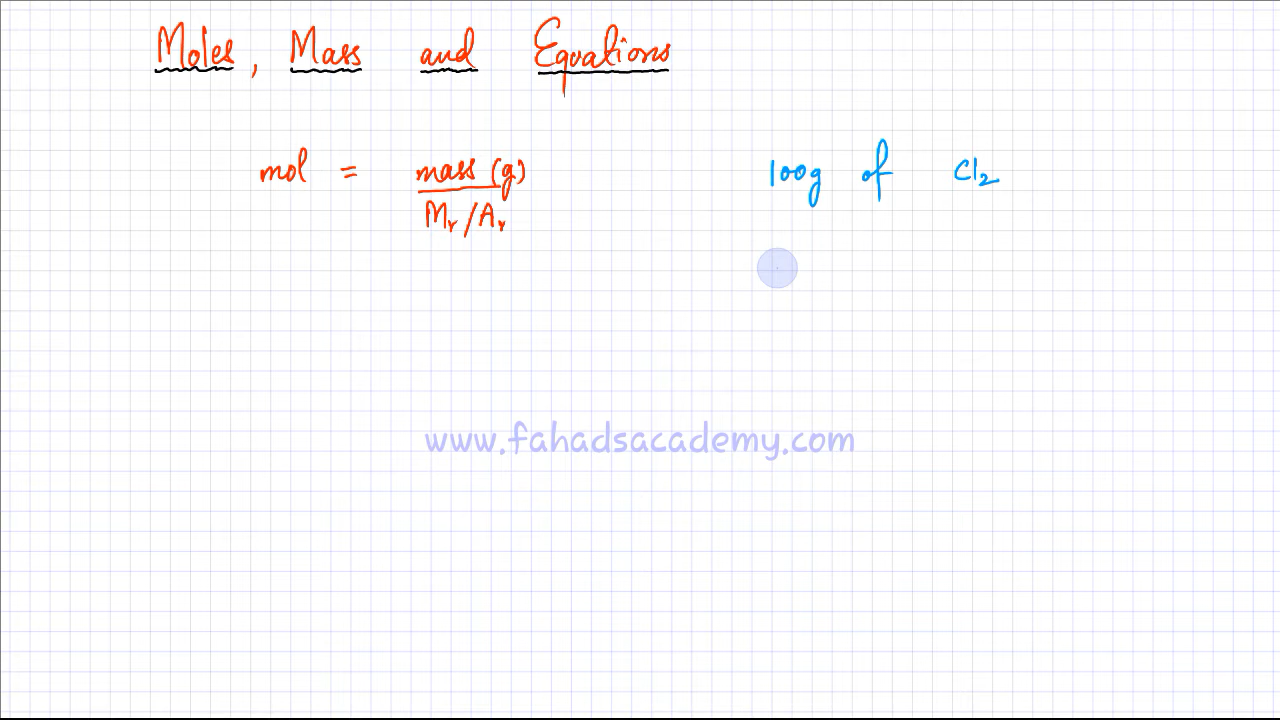 Moles, Mass and Equations
mol = mass (g) 100g of Cl₂
Mr/Ar
www.fahadsacademy.com